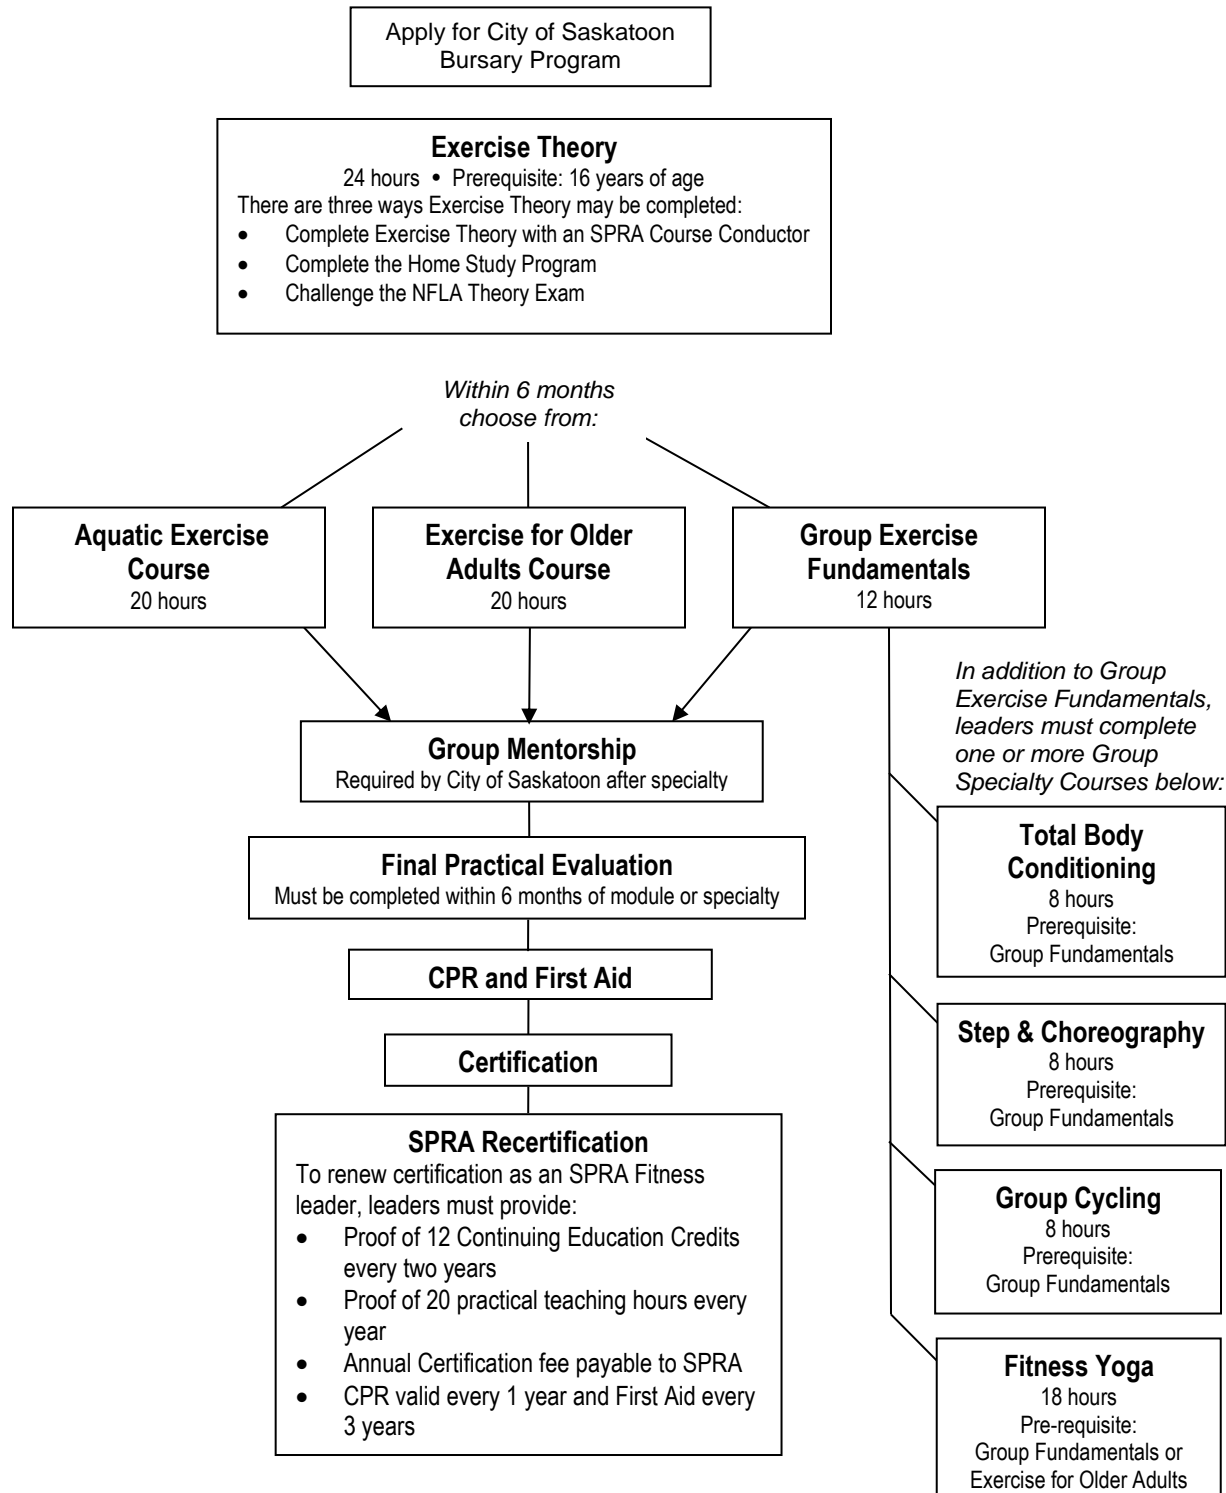 Apply for City of Saskatoon
Bursary Program
Exercise Theory
24 hours • Prerequisite: 16 years of age
There are three ways Exercise Theory may be completed:
• Complete Exercise Theory with an SPRA Course Conductor
• Complete the Home Study Program
• Challenge the NFLA Theory Exam
Within 6 months
choose from:
Aquatic Exercise
Course
20 hours
Exercise for Older
Adults Course
20 hours
Group Exercise
Fundamentals
12 hours
Group Mentorship
Required by City of Saskatoon after specialty
Final Practical Evaluation
Must be completed within 6 months of module or specialty
CPR and First Aid
Certification
SPRA Recertification
To renew certification as an SPRA Fitness
leader, leaders must provide:
• Proof of 12 Continuing Education Credits
every two years
• Proof of 20 practical teaching hours every
year
• Annual Certification fee payable to SPRA
• CPR valid every 1 year and First Aid every
3 years
In addition to Group
Exercise Fundamentals,
leaders must complete
one or more Group
Specialty Courses below:
Total Body
Conditioning
8 hours
Prerequisite:
Group Fundamentals
Step & Choreography
8 hours
Prerequisite:
Group Fundamentals
Group Cycling
8 hours
Prerequisite:
Group Fundamentals
Fitness Yoga
18 hours
Pre-requisite:
Group Fundamentals or
Exercise for Older Adults